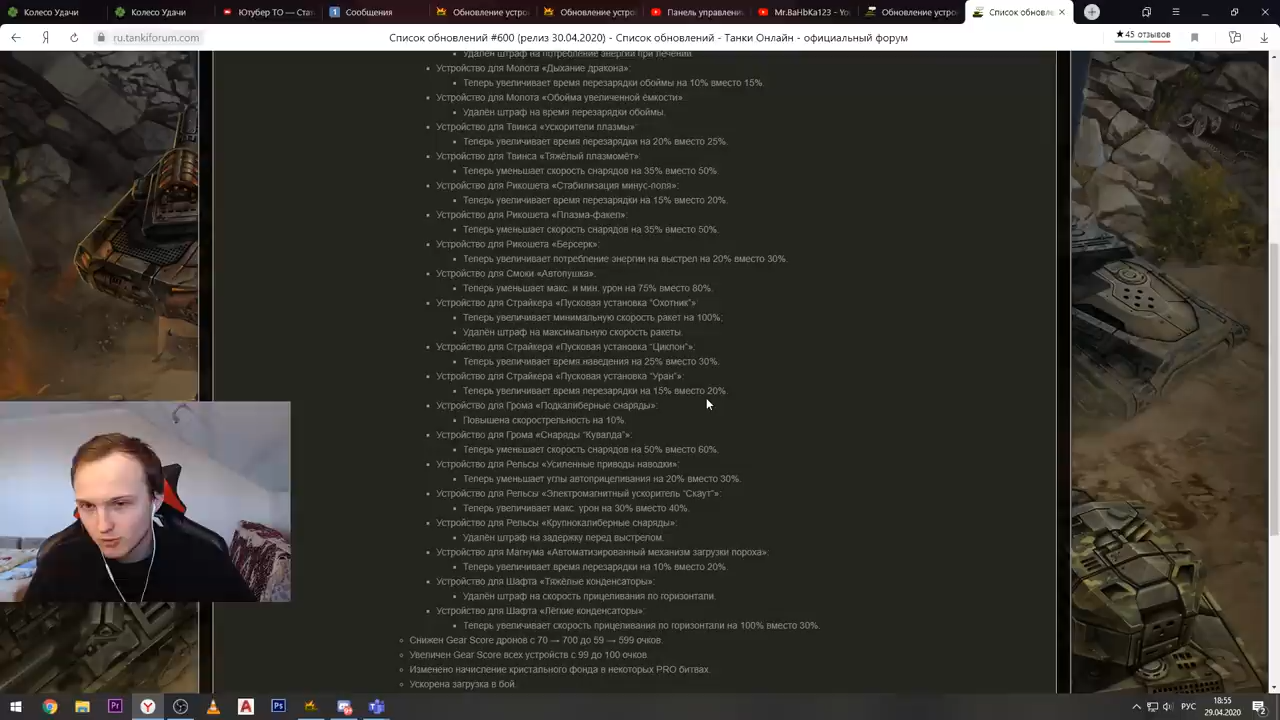 Колесо Удачи
Колесо Удачи
Ютубер ТО — Стан
Сообщения
Обновление устро
Обновление устро
Панель управлени
Mr.BaHbKa123 - Yo
Обновление устро
Список обновле
ru.tankiforum.com
Список обновлений #600 (релиз 30.04.2020) - Список обновлений - Танки Онлайн - официальный форум
★45 отзывов
Удалён штраф на потребление энергии при лечении.
Устройство для Молота «Дыхание дракона»:
Теперь увеличивает время перезарядки обоймы на 10% вместо 15%.
Устройство для Молота «Обойма увеличенной ёмкости»:
Удалён штраф на время перезарядки обоймы.
Устройство для Твинса «Ускорители плазмы»:
Теперь увеличивает время перезарядки на 20% вместо 25%.
Устройство для Твинса «Тяжёлый плазмомёт»:
Теперь уменьшает скорость снарядов на 35% вместо 50%.
Устройство для Рикошета «Стабилизация минус-поля»:
Теперь увеличивает время перезарядки на 15% вместо 20%.
Устройство для Рикошета «Плазма-факел»:
Теперь уменьшает скорость снарядов на 35% вместо 50%.
Устройство для Рикошета «Берсерк»:
Теперь увеличивает потребление энергии на выстрел на 20% вместо 30%.
Устройство для Смоки «Автопушка»:
Теперь уменьшает макс. и мин. урон на 75% вместо 80%.
Устройство для Страйкера «Пусковая установка "Охотник"»:
Теперь увеличивает минимальную скорость ракет на 100%;
Удалён штраф на максимальную скорость ракеты.
Устройство для Страйкера «Пусковая установка "Циклон"»:
Теперь увеличивает время наведения на 25% вместо 30%.
Устройство для Страйкера «Пусковая установка "Уран"»:
Теперь увеличивает время перезарядки на 15% вместо 20%.
Устройство для Грома «Подкалиберные снаряды»:
Повышена скорострельность на 10%.
Устройство для Грома «Снаряды "Кувалда"»:
Теперь уменьшает скорость снарядов на 50% вместо 60%.
Устройство для Рельсы «Усиленные приводы наводки»:
Теперь уменьшает углы автоприцеливания на 20% вместо 30%.
Устройство для Рельсы «Электромагнитный ускоритель "Скаут"»:
Теперь увеличивает макс. урон на 30% вместо 40%.
Устройство для Рельсы «Крупнокалиберные снаряды»:
Удалён штраф на задержку перед выстрелом.
Устройство для Магнума «Автоматизированный механизм загрузки пороха»:
Теперь увеличивает время перезарядки на 10% вместо 20%.
Устройство для Шафта «Тяжёлые конденсаторы»:
Удалён штраф на скорость прицеливания по горизонтали.
Устройство для Шафта «Лёгкие конденсаторы»:
Теперь увеличивает скорость прицеливания по горизонтали на 100% вместо 30%.
Снижен Gear Score дронов с 70 → 700 до 59 → 599 очков.
Увеличен Gear Score всех устройств с 99 до 100 очков.
Изменено начисление кристального фонда в некоторых PRO битвах.
Ускорена загрузка в бой.
РУС
18:55
29.04.2020